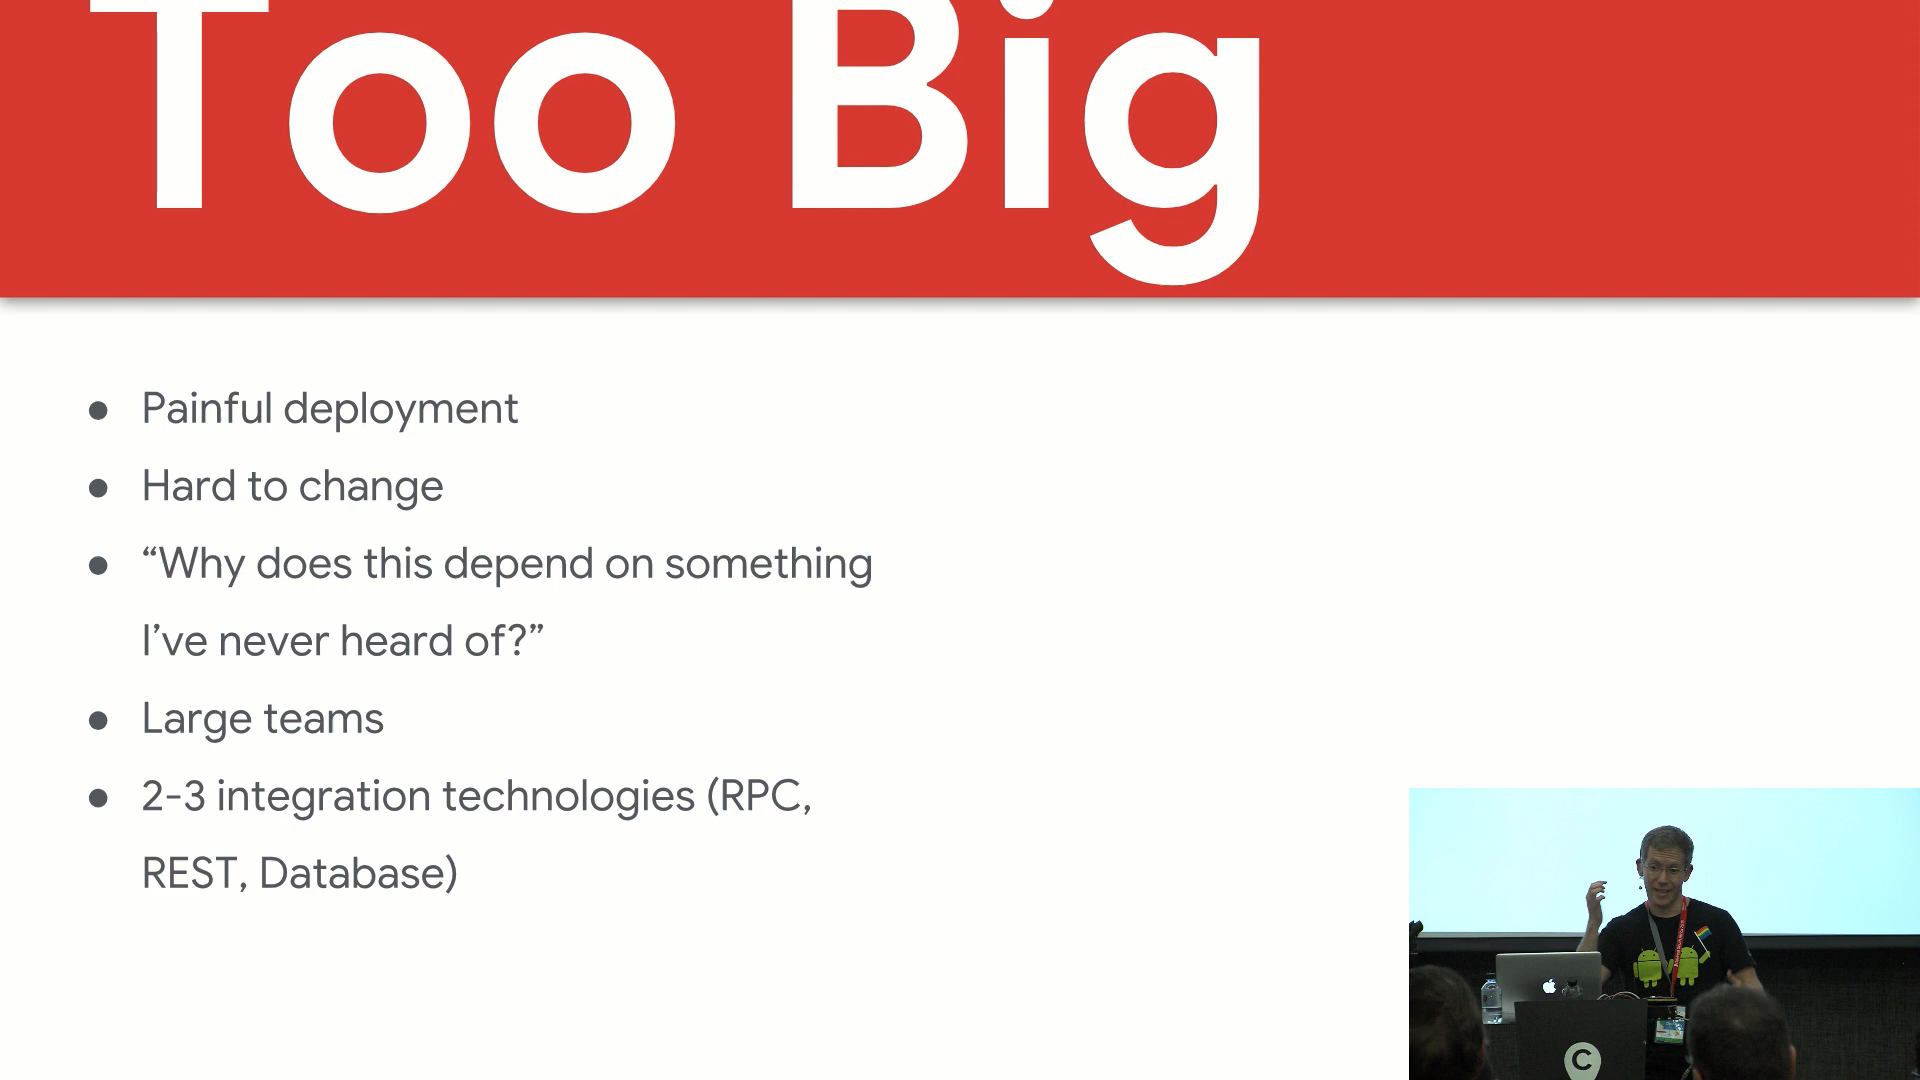 Too Big
● Painful deployment
● Hard to change
● “Why does this depend on something
I’ve never heard of?”
● Large teams
● 2-3 integration technologies (RPC,
REST, Database)
C